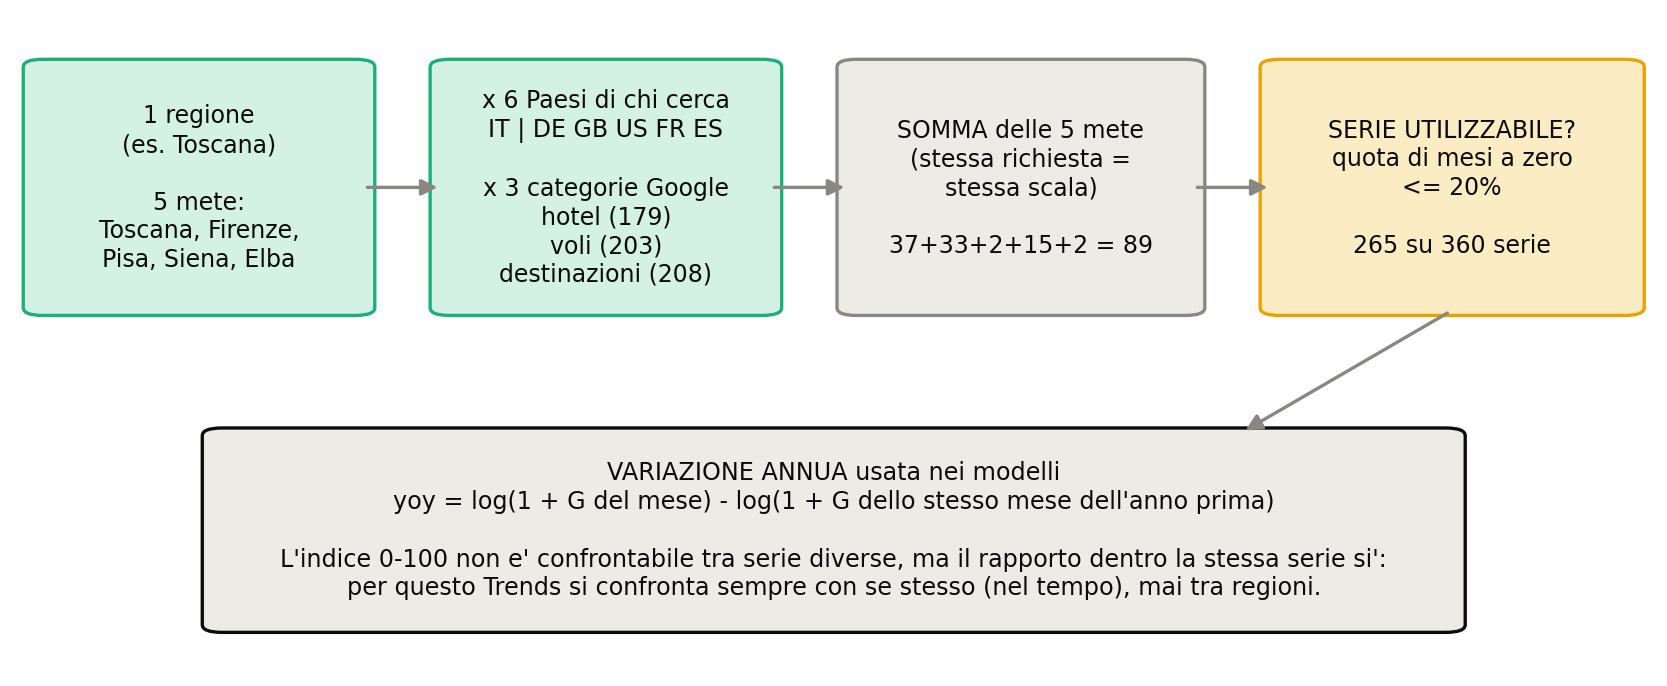 1 regione
(es. Toscana)
5 mete:
Toscana, Firenze,
Pisa, Siena, Elba
x 6 Paesi di chi cerca
IT | DE GB US FR ES
x 3 categorie Google
hotel (179)
voli (203)
destinazioni (208)
SOMMA delle 5 mete
(stessa richiesta =
stessa scala)
37+33+2+15+2 = 89
SERIE UTILIZZABILE?
quota di mesi a zero
<= 20%
265 su 360 serie
VARIAZIONE ANNUA usata nei modelli
yoy = log(1 + G del mese) - log(1 + G dello stesso mese dell'anno prima)
L'indice 0-100 non e' confrontabile tra serie diverse, ma il rapporto dentro la stessa serie si':
per questo Trends si confronta sempre con se stesso (nel tempo), mai tra regioni.